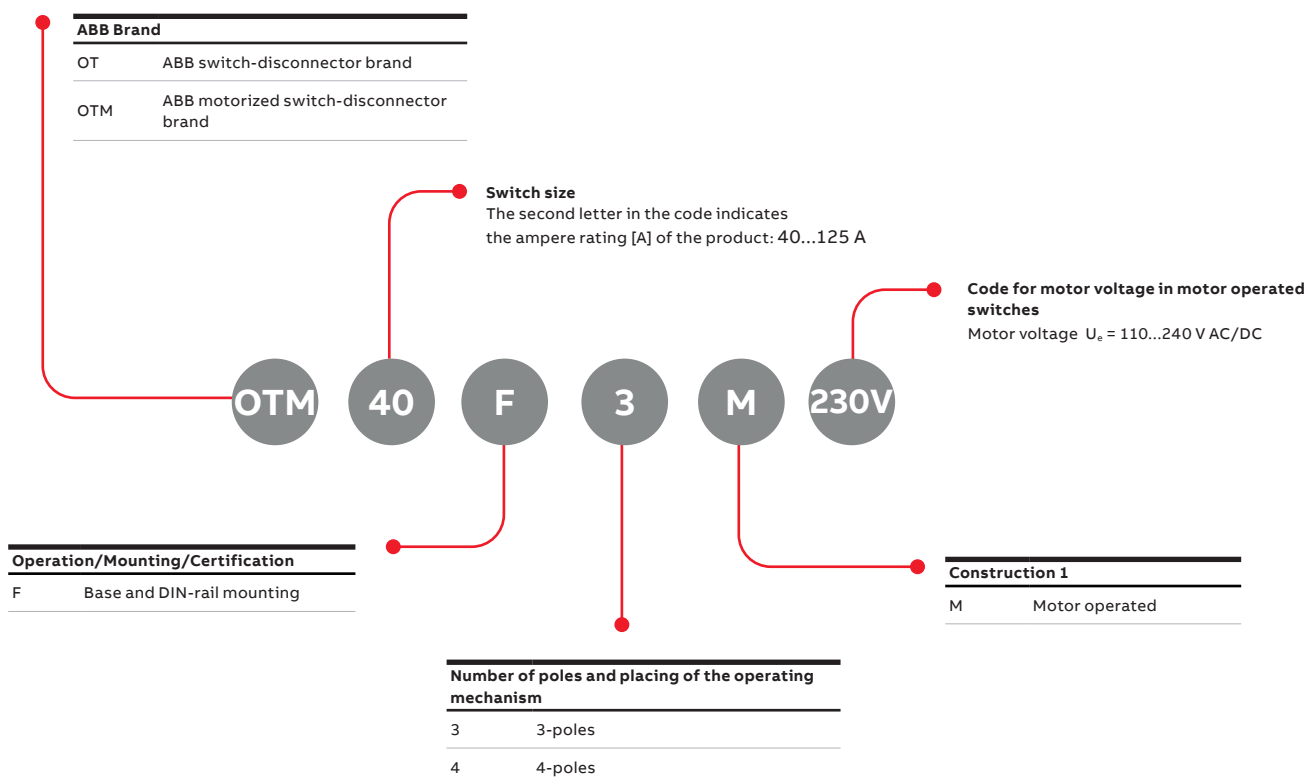 ABB Brand
OT ABB switch-disconnector brand
OTM ABB motorized switch-disconnector
brand
Switch size
The second letter in the code indicates
the ampere rating [A] of the product: 40...125 A
Code for motor voltage in motor operated
switches
Motor voltage Uₑ = 110...240 V AC/DC
OTM 40 F 3 M 230V
Operation/Mounting/Certification
F Base and DIN-rail mounting
Construction 1
M Motor operated
Number of poles and placing of the operating
mechanism
3 3-poles
4 4-poles